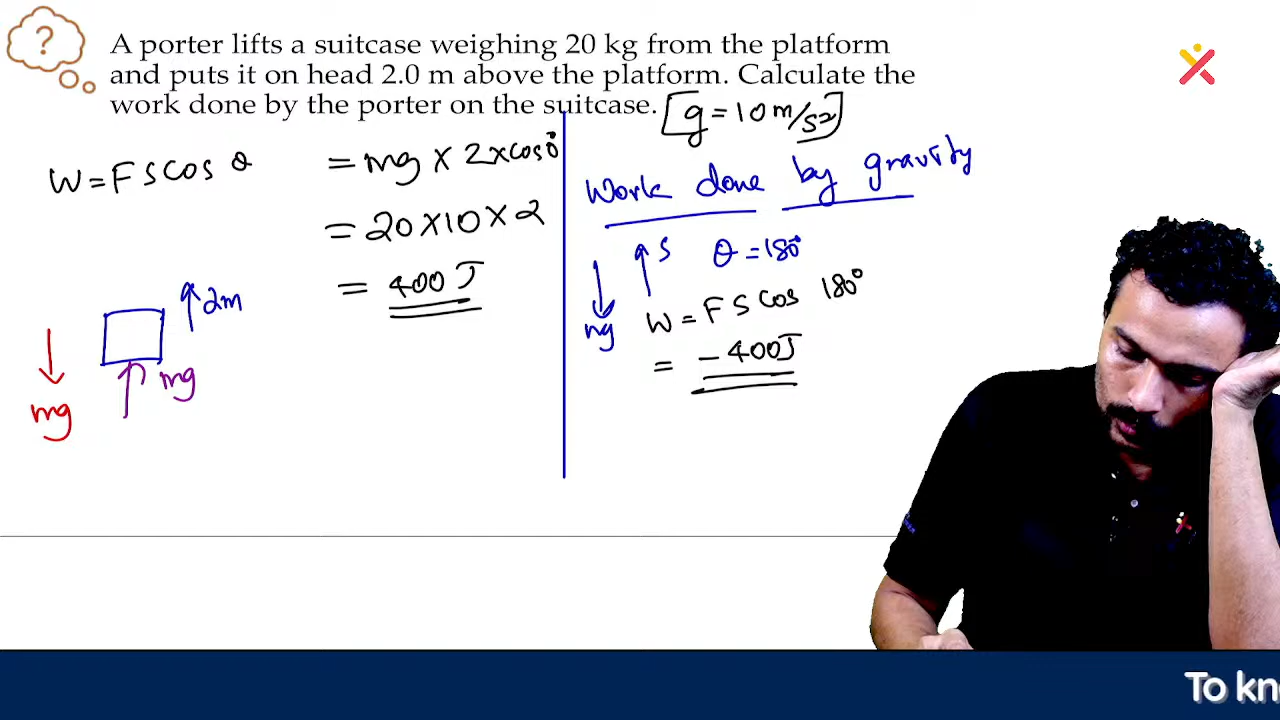 ?
A porter lifts a suitcase weighing 20 kg from the platform
and puts it on head 2.0 m above the platform. Calculate the
work done by the porter on the suitcase.
[g = 10 m/s2]
W = F S cos θ
= mg × 2 × cos 0°
= 20 × 10 × 2
= 400 J
2m
mg
mg
Work done by gravity
S
θ = 180°
mg
W = F S cos 180°
= - 400J
To kn